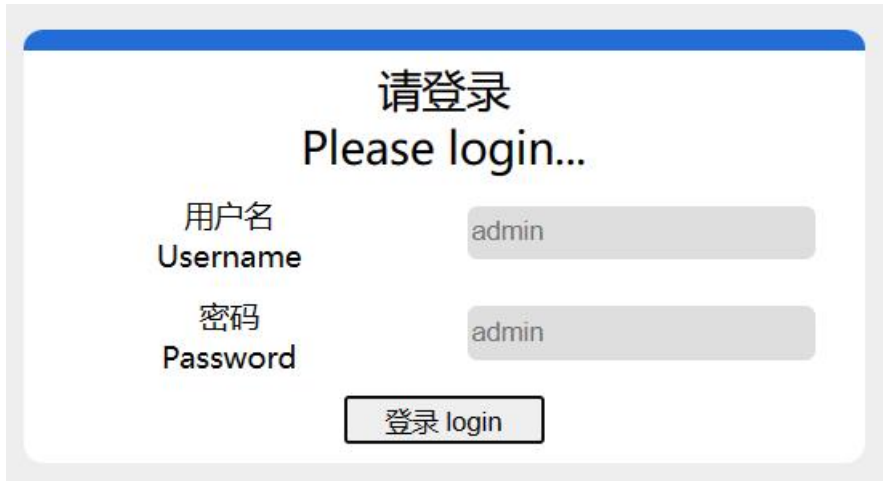 请登录
Please login...
用户名
Username
admin
密码
Password
admin
登录 login